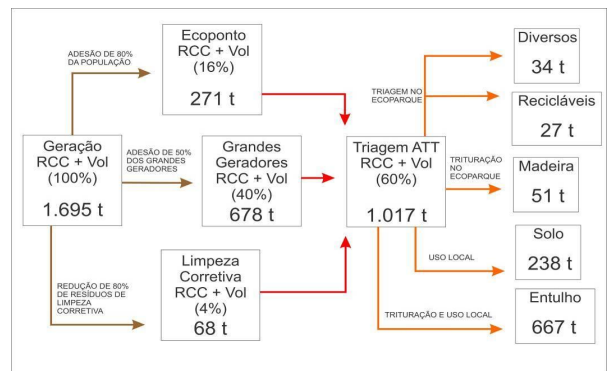 ADESÃO DE 80%
DA POPULAÇÃO
Ecoponto
RCC + Vol
(16%)
271 t
Geração
RCC + Vol
(100%)
1.695 t
ADESÃO DE 50%
DOS GRANDES
GERADORES
Grandes
Geradores
RCC + Vol
(40%)
678 t
REDUÇÃO DE 80%
DE RESÍDUOS DE
LIMPEZA
CORRETIVA
Limpeza
Corretiva
RCC + Vol
(4%)
68 t
Triagem ATT
RCC + Vol
(60%)
1.017 t
TRIAGEM NO
ECOPARQUE
Diversos
34 t
Recicláveis
27 t
TRITURAÇÃO
NO
ECOPARQUE
Madeira
51 t
USO LOCAL
Solo
238 t
TRITURAÇÃO E USO LOCAL
Entulho
667 t